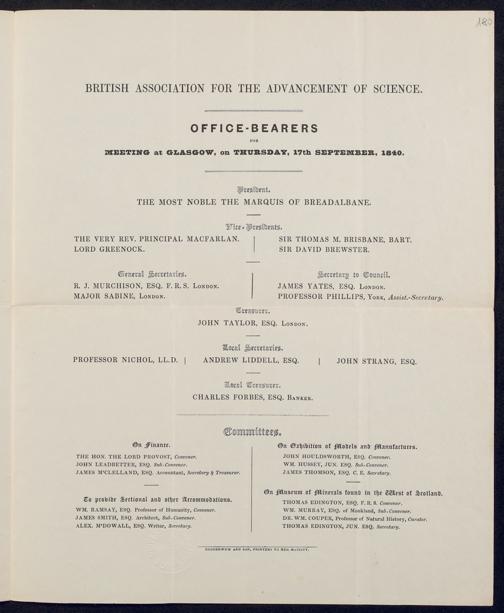 180
BRITISH ASSOCIATION FOR THE ADVANCEMENT OF SCIENCE.
OFFICE-BEARERS
FOR
MEETING at GLASGOW, on THURSDAY, 17th SEPTEMBER, 1840.
President.
THE MOST NOBLE THE MARQUIS OF BREADALBANE.
Vice-Presidents.
THE VERY REV. PRINCIPAL MACFARLAN.
LORD GREENOCK.
SIR THOMAS M. BRISBANE, BART.
SIR DAVID BREWSTER.
General Secretaries.
R. J. MURCHISON, ESQ. F. R. S. LONDON.
MAJOR SABINE, LONDON.
Secretary to Council.
JAMES YATES, ESQ. LONDON.
PROFESSOR PHILLIPS, YORK, Assist.-Secretary.
Treasurer.
JOHN TAYLOR, ESQ. LONDON.
Local Secretaries.
PROFESSOR NICHOL, LL.D. | ANDREW LIDDELL, ESQ. | JOHN STRANG, ESQ.
Local Treasurer.
CHARLES FORBES, ESQ. BANKER.
Committees.
On Finance.
THE HON. THE LORD PROVOST, Convener.
JOHN LEADBETTER, ESQ. Sub-Convener.
JAMES M'CLELLAND, ESQ. Accountant, Secretary & Treasurer.
To provide Sectional and other Accommodations.
WM. RAMSAY, ESQ. Professor of Humanity, Convener.
JAMES SMITH, ESQ. Architect, Sub-Convener.
ALEX. M'DOWALL, ESQ. Writer, Secretary.
On Exhibition of Models and Manufactures.
JOHN HOULDSWORTH, ESQ. Convener.
WM. HUSSEY, JUN. ESQ. Sub-Convener.
JAMES THOMSON, ESQ. C. E. Secretary.
On Museum of Minerals found in the West of Scotland.
THOMAS EDINGTON, ESQ. F. R. S. Convener.
WM. MURRAY, ESQ. of Monkland, Sub-Convener.
DR. WM. COUPER, Professor of Natural History, Curator.
THOMAS EDINGTON, JUN. ESQ. Secretary.
AND SON, PRINTERS TO HER MAJESTY.